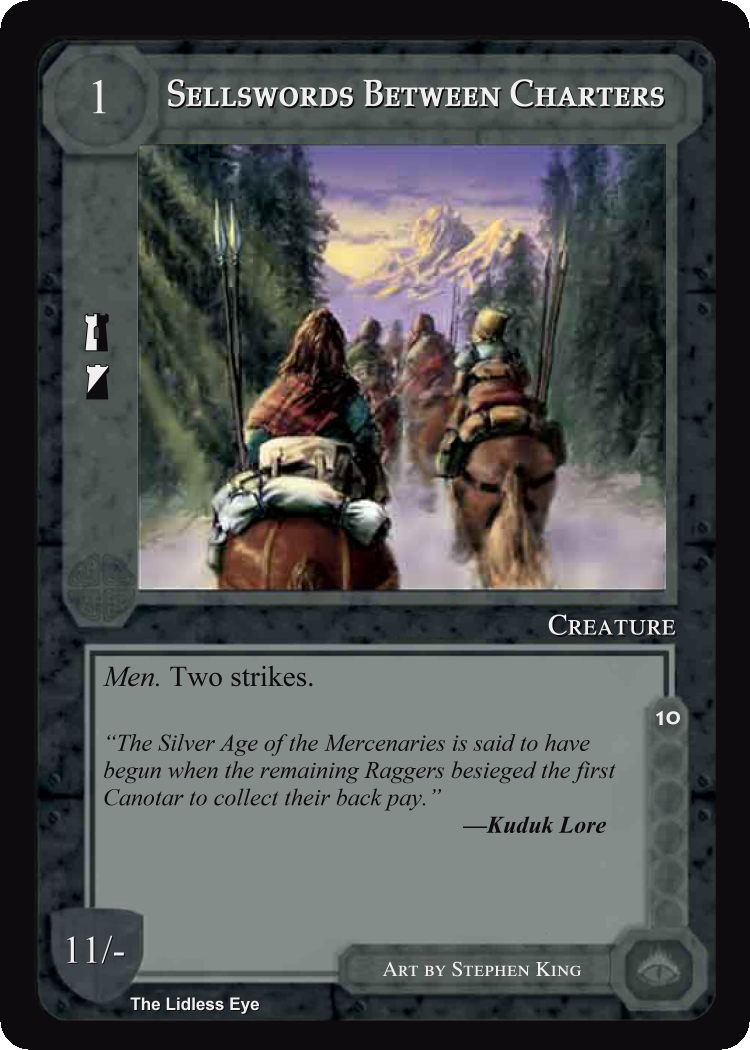 1
Sellswords Between Charters
Creature
Men. Two strikes.
10
“The Silver Age of the Mercenaries is said to have
begun when the remaining Raggers besieged the first
Canotar to collect their back pay.”
—Kuduk Lore
11/-
Art by Stephen King
The Lidless Eye